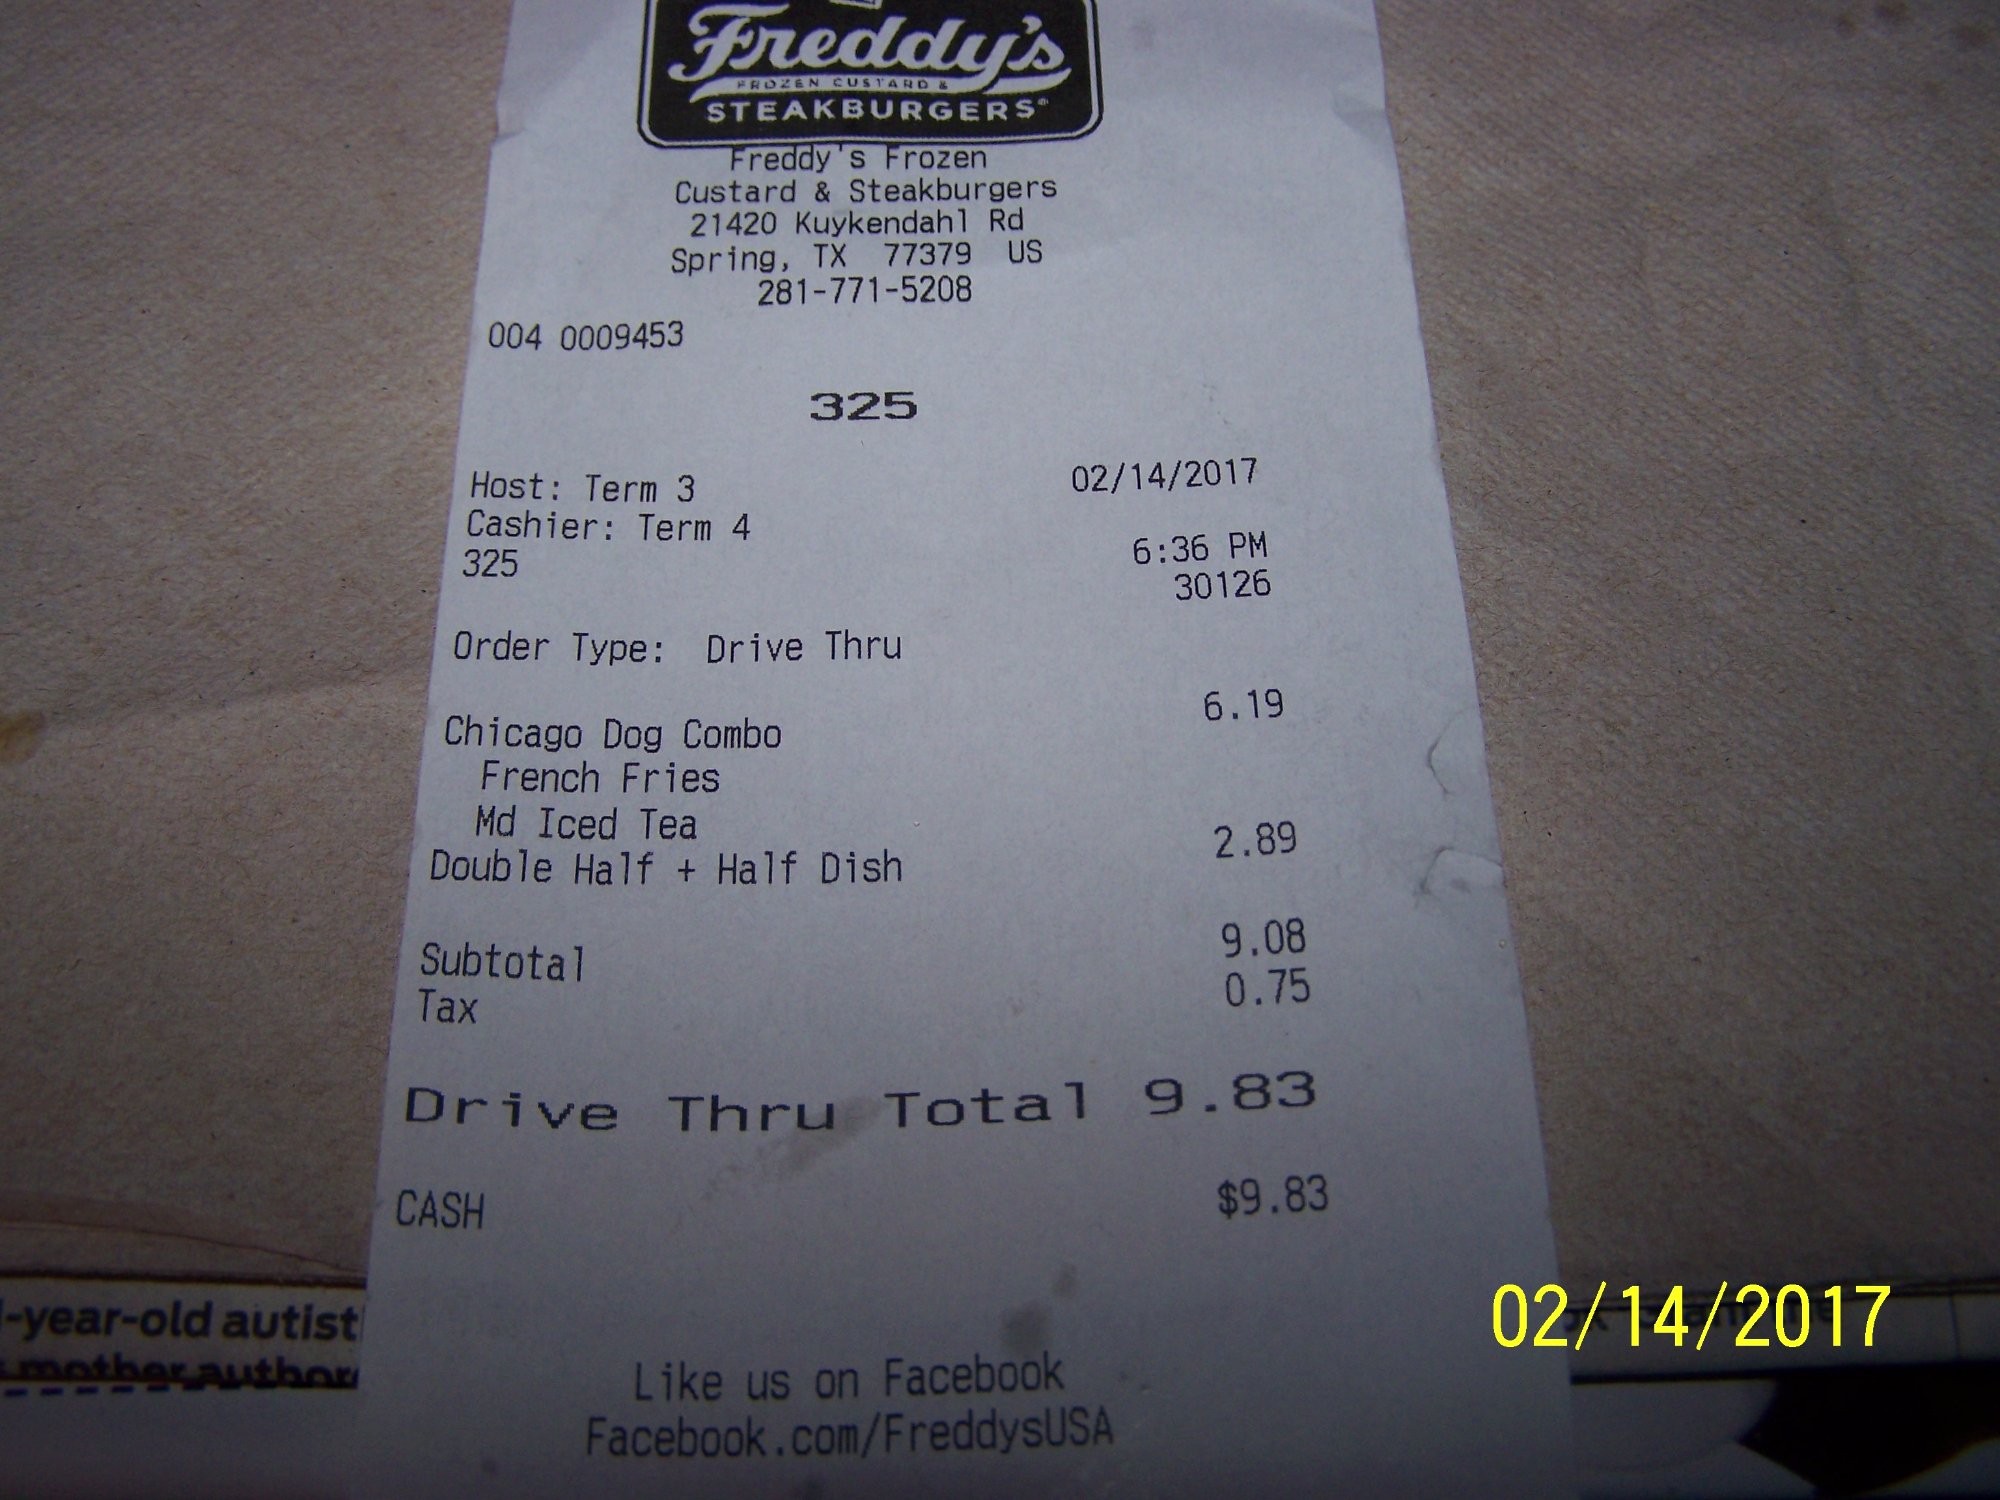 Freddy's
FROZEN CUSTARD &
STEAKBURGERS®
Freddy's Frozen
Custard & Steakburgers
21420 Kuykendahl Rd
Spring, TX 77379 US
281-771-5208
004 0009453
325
Host: Term 3 02/14/2017
Cashier: Term 4 6:36 PM
325 30126
Order Type: Drive Thru
Chicago Dog Combo 6.19
French Fries
Md Iced Tea
Double Half + Half Dish 2.89
Subtotal 9.08
Tax 0.75
Drive Thru Total 9.83
CASH $9.83
Like us on Facebook
Facebook.com/FreddysUSA
-year-old autist
mother author
02/14/2017